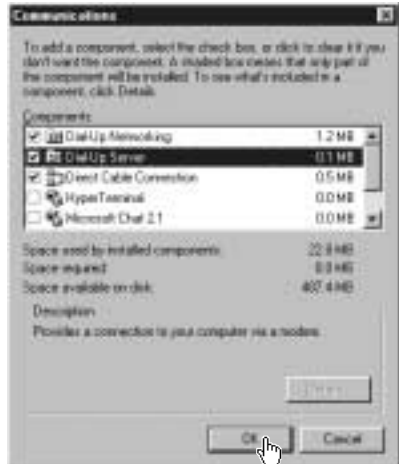 Communications
To add a component, select the check box, or click to clear it if you
don't want the component. A shaded box means that only part of
the component will be installed. To see what's included in a
component, click Details.
Components:
Dial-Up Networking 1.2 MB
Dial-Up Server 0.1 MB
Direct Cable Connection 0.5 MB
HyperTerminal 0.0 MB
Microsoft Chat 2.1 0.0 MB
Space used by installed components:
Space required: 0.0 MB
Space available on disk: 407.4 MB
Description
Provides a connection to your computer via a modem.
OK Cancel